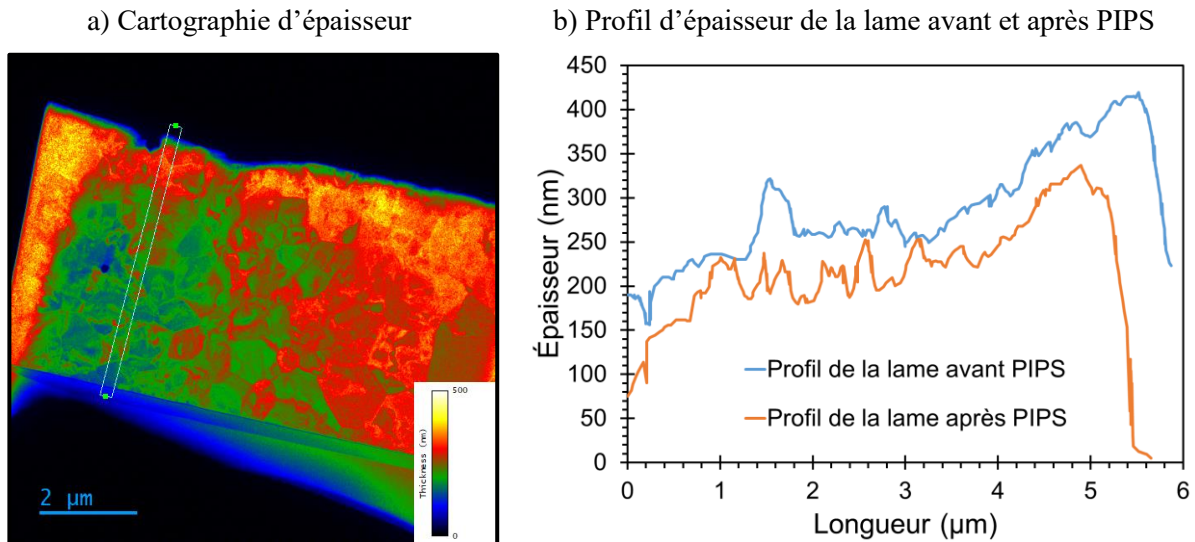 a) Cartographie d’épaisseur
b) Profil d’épaisseur de la lame avant et après PIPS
500
Thickness (nm)
0
2 µm
450
400
350
300
250
200
150
100
50
0
Épaisseur (nm)
Profil de la lame avant PIPS
Profil de la lame après PIPS
0 1 2 3 4 5 6
Longueur (µm)